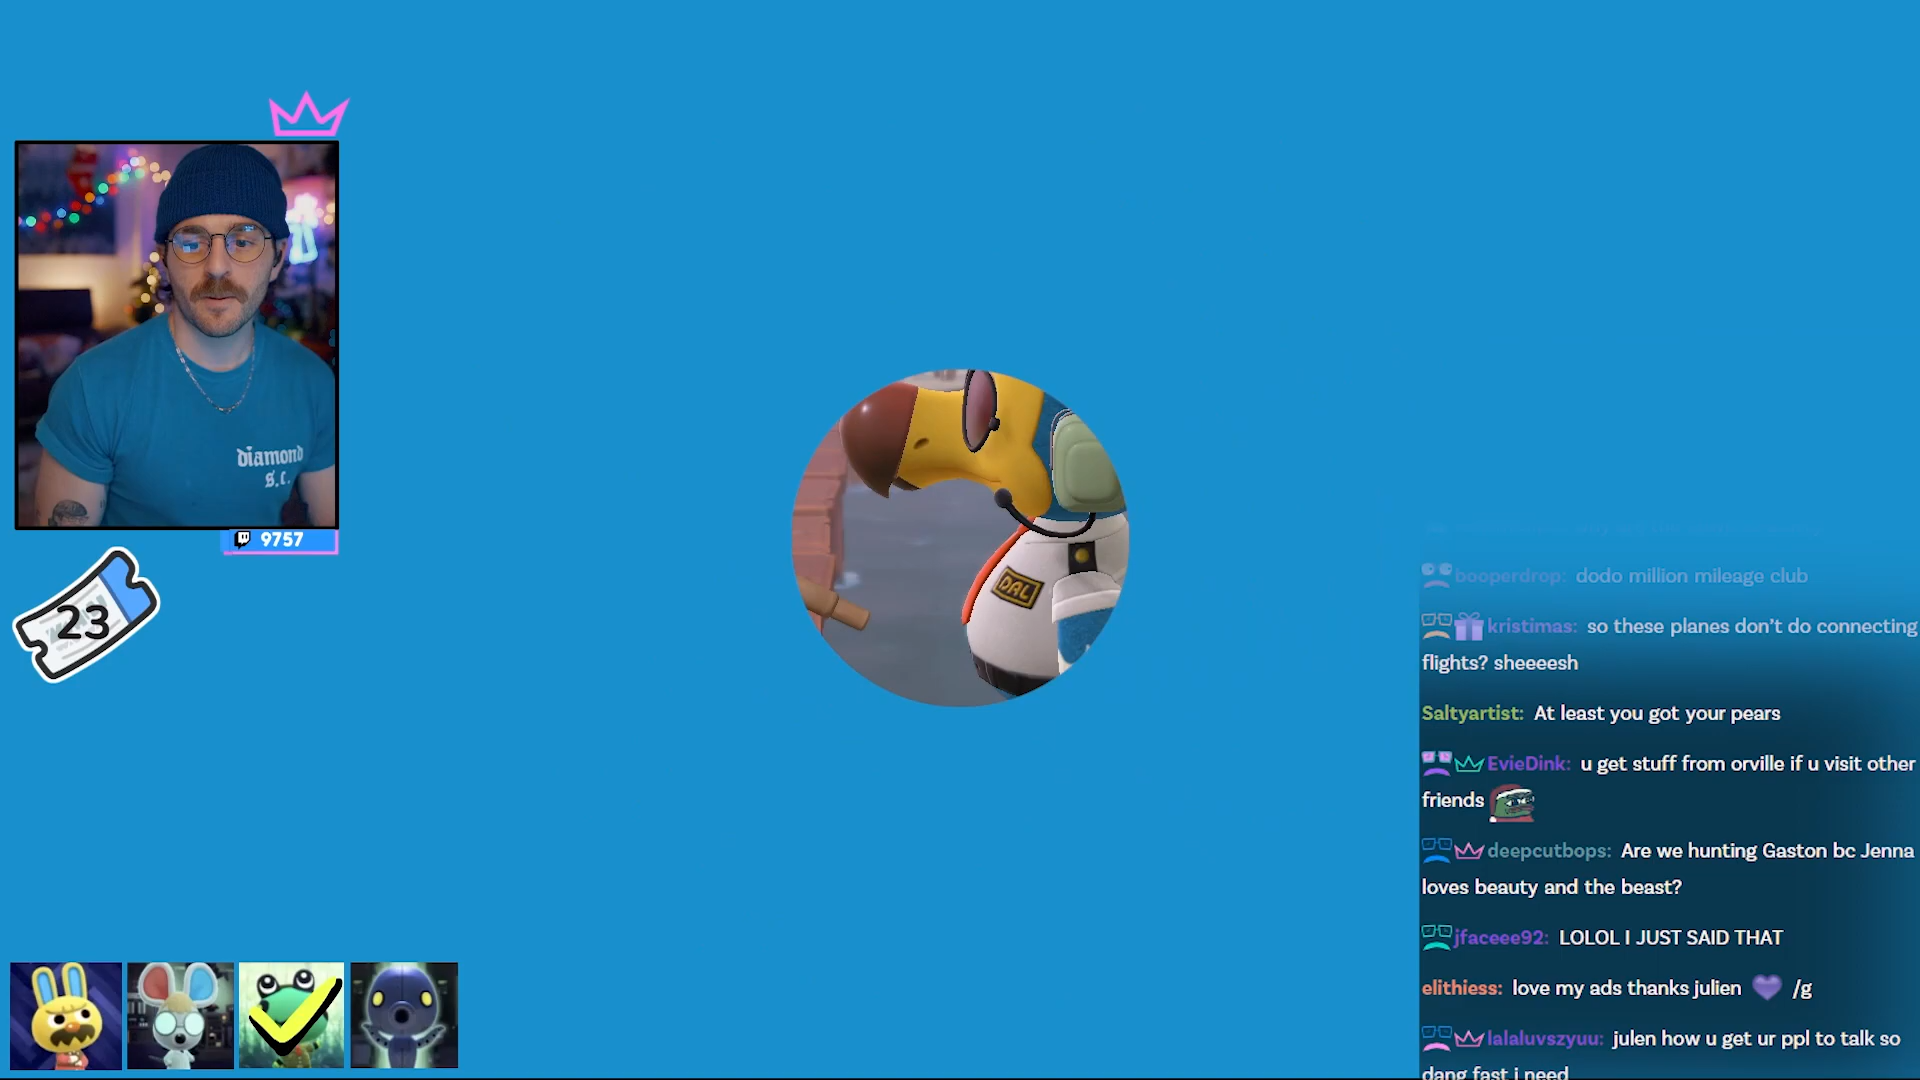 diamond
s.c.
9757
23
DAL
booperdrop: dodo million mileage club
kristimas: so these planes don't do connecting
flights? sheeeesh
Saltyartist: At least you got your pears
EvieDink: u get stuff from orville if u visit other
friends
deepcutbops: Are we hunting Gaston bc Jenna
loves beauty and the beast?
jfaceee92: LOLOL I JUST SAID THAT
elithiess: love my ads thanks julien /g
lalaluvszyuu: julen how u get ur ppl to talk so
dang fast i need